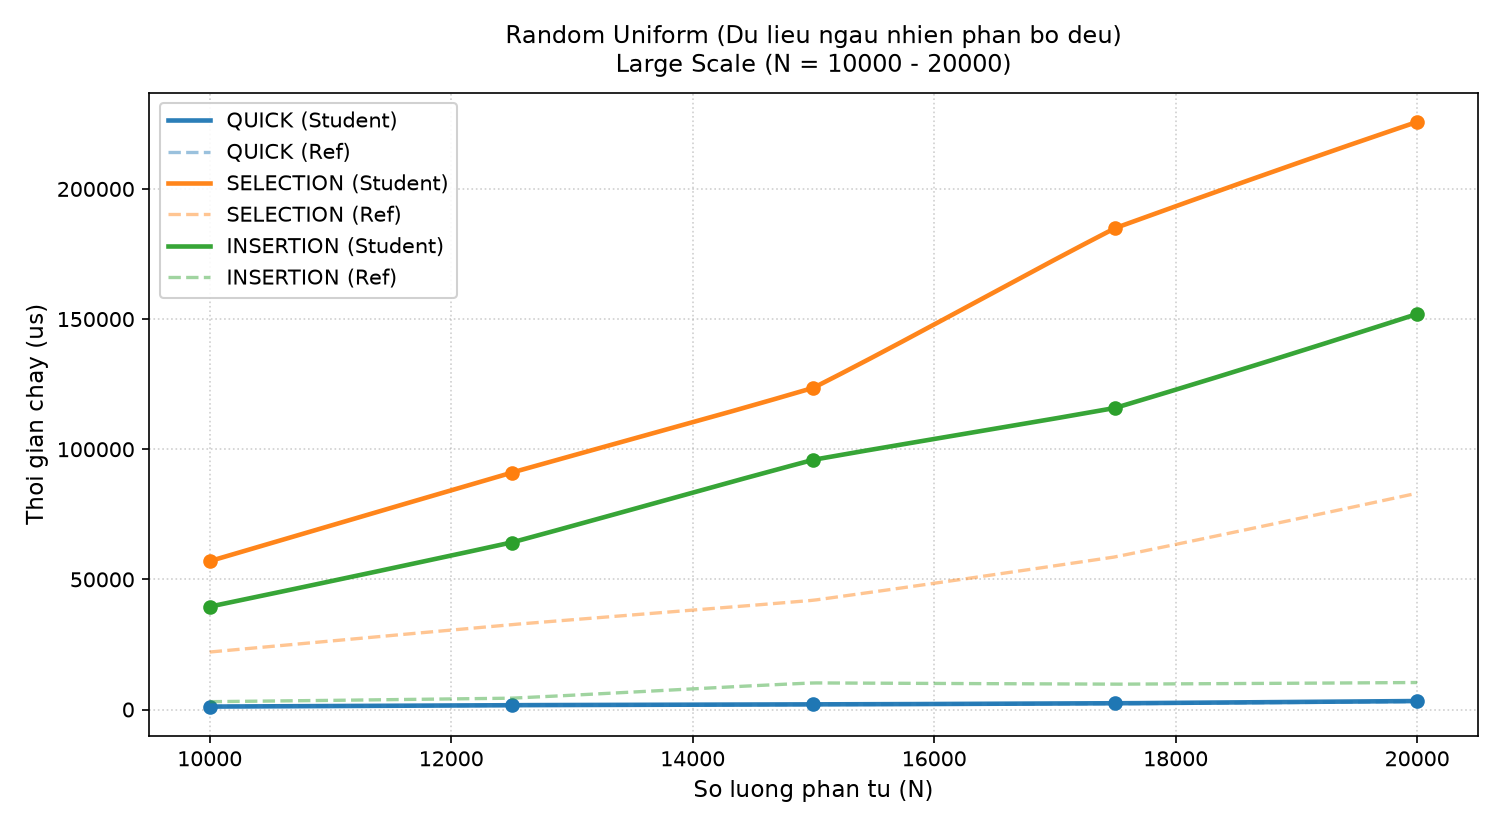 Random Uniform (Du lieu ngau nhien phan bo deu)
Large Scale (N = 10000 - 20000)
QUICK (Student)
QUICK (Ref)
SELECTION (Student)
SELECTION (Ref)
INSERTION (Student)
INSERTION (Ref)
Thoi gian chay (us)
200000
150000
100000
50000
0
10000 12000 14000 16000 18000 20000
So luong phan tu (N)